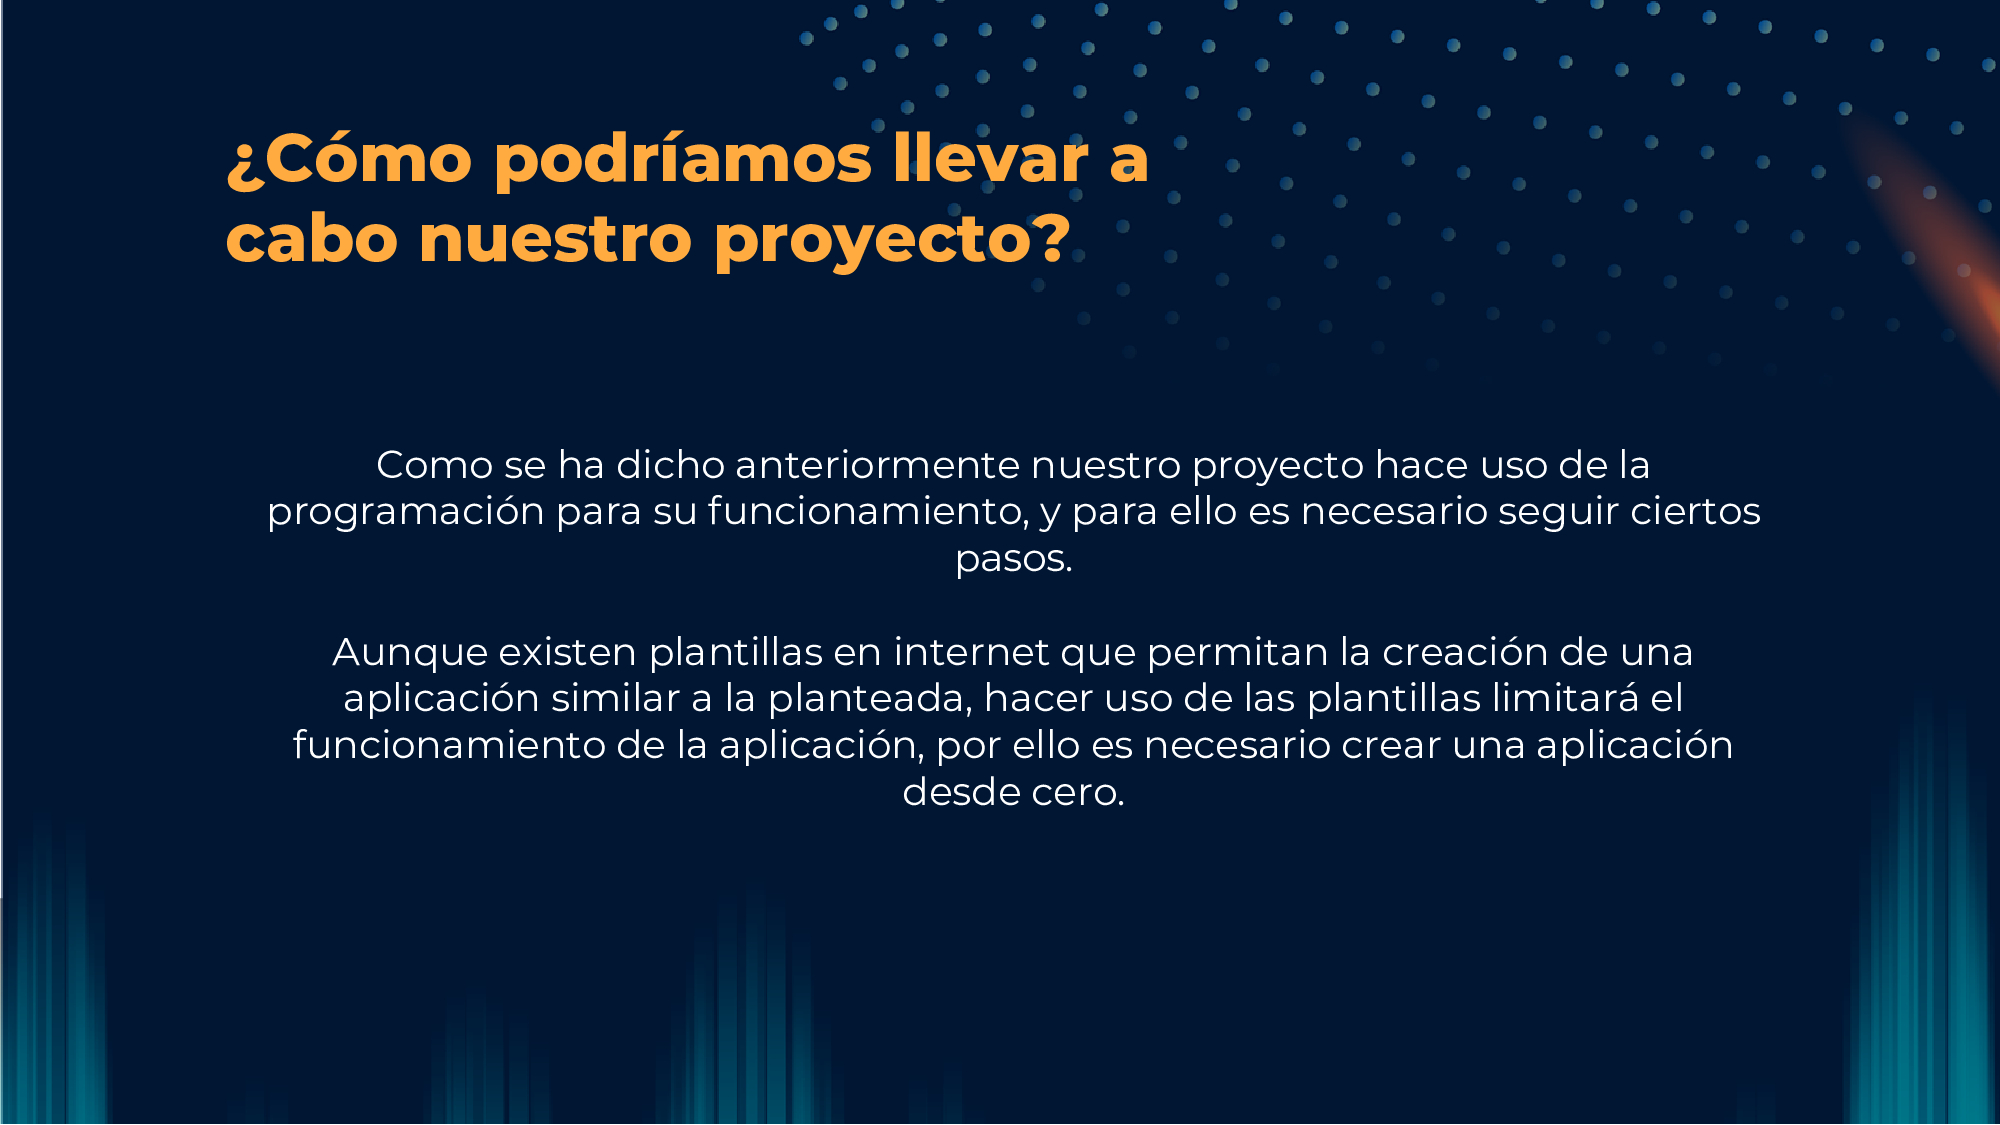 ¿Cómo podríamos llevar a
cabo nuestro proyecto?
Como se ha dicho anteriormente nuestro proyecto hace uso de la
programación para su funcionamiento, y para ello es necesario seguir ciertos
pasos.
Aunque existen plantillas en internet que permitan la creación de una
aplicación similar a la planteada, hacer uso de las plantillas limitará el
funcionamiento de la aplicación, por ello es necesario crear una aplicación
desde cero.